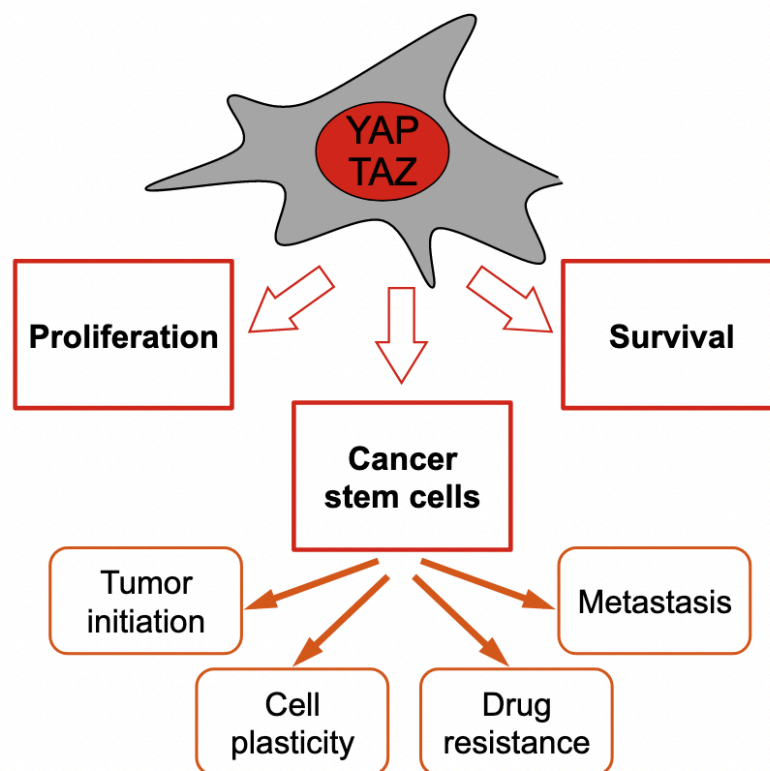 YAP
TAZ
Proliferation
Survival
Cancer
stem cells
Tumor
initiation
Metastasis
Cell
plasticity
Drug
resistance